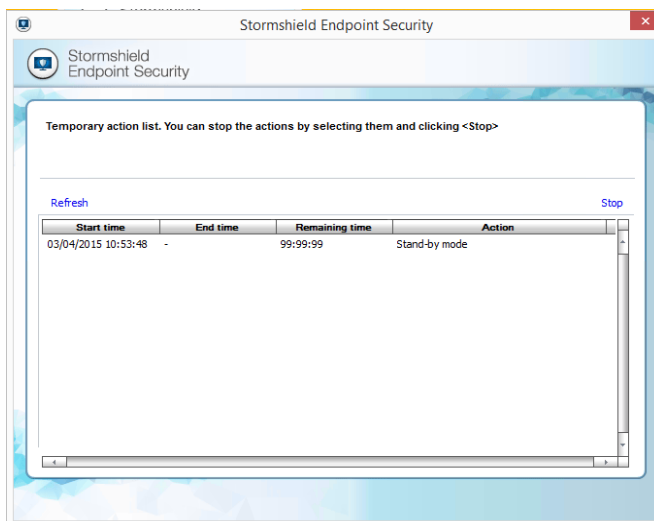 Stormshield Endpoint Security
Stormshield
Endpoint Security
Temporary action list. You can stop the actions by selecting them and clicking <Stop>
Refresh Stop
Start time End time Remaining time Action
03/04/2015 10:53:48 - 99:99:99 Stand-by mode